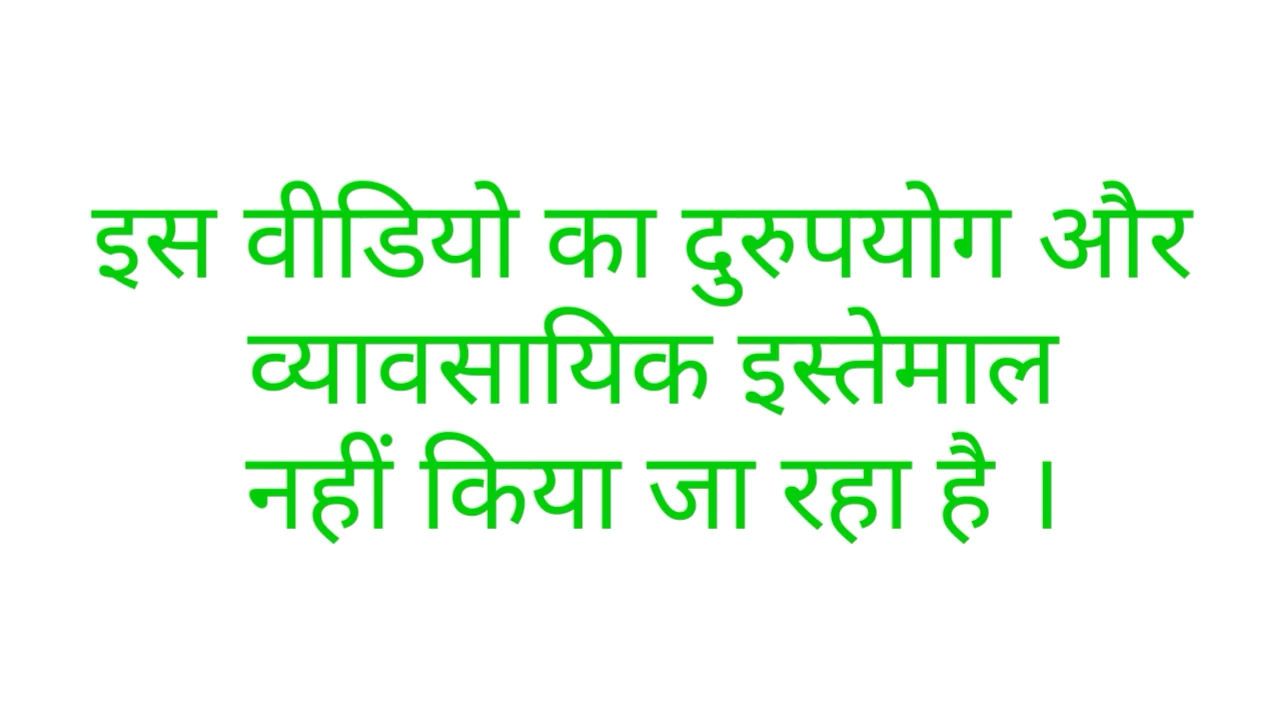 इस वीडियो का दुरुपयोग और
व्यावसायिक इस्तेमाल
नहीं किया जा रहा है ।